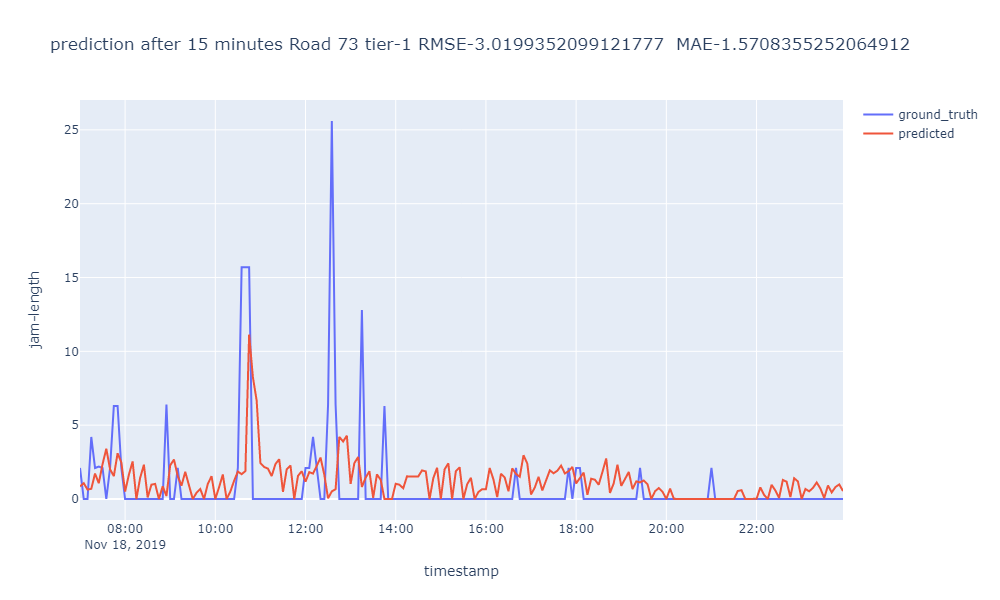 prediction after 15 minutes Road 73 tier-1 RMSE-3.0199352099121777  MAE-1.5708355252064912
ground_truth
predicted
25
20
15
10
5
0
jam-length
08:00 10:00 12:00 14:00 16:00 18:00 20:00 22:00
Nov 18, 2019
timestamp